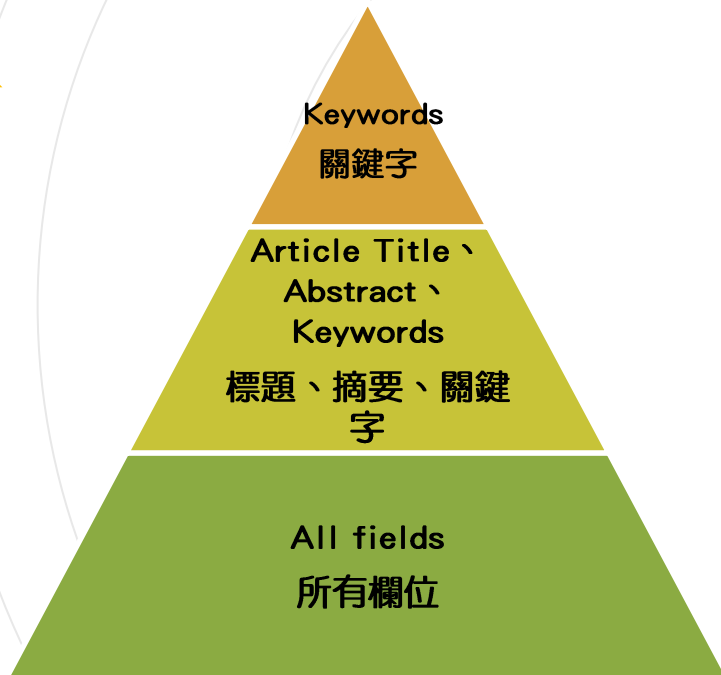 Keywords
關鍵字
Article Title、
Abstract、
Keywords
標題、摘要、關鍵
字
All fields
所有欄位